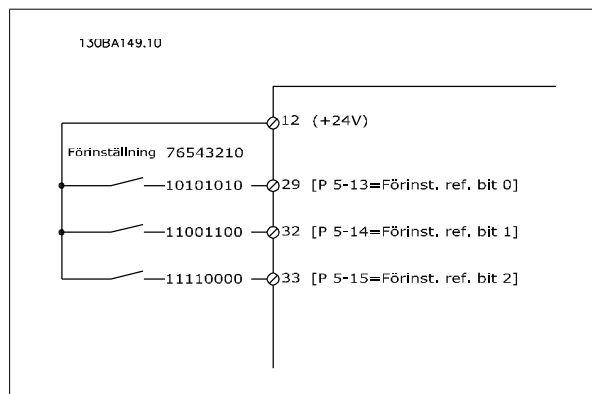 130BA149.10
12 (+24V)
Förinställning 76543210
10101010 29 [P 5-13=Förinst. ref. bit 0]
11001100 32 [P 5-14=Förinst. ref. bit 1]
11110000 33 [P 5-15=Förinst. ref. bit 2]